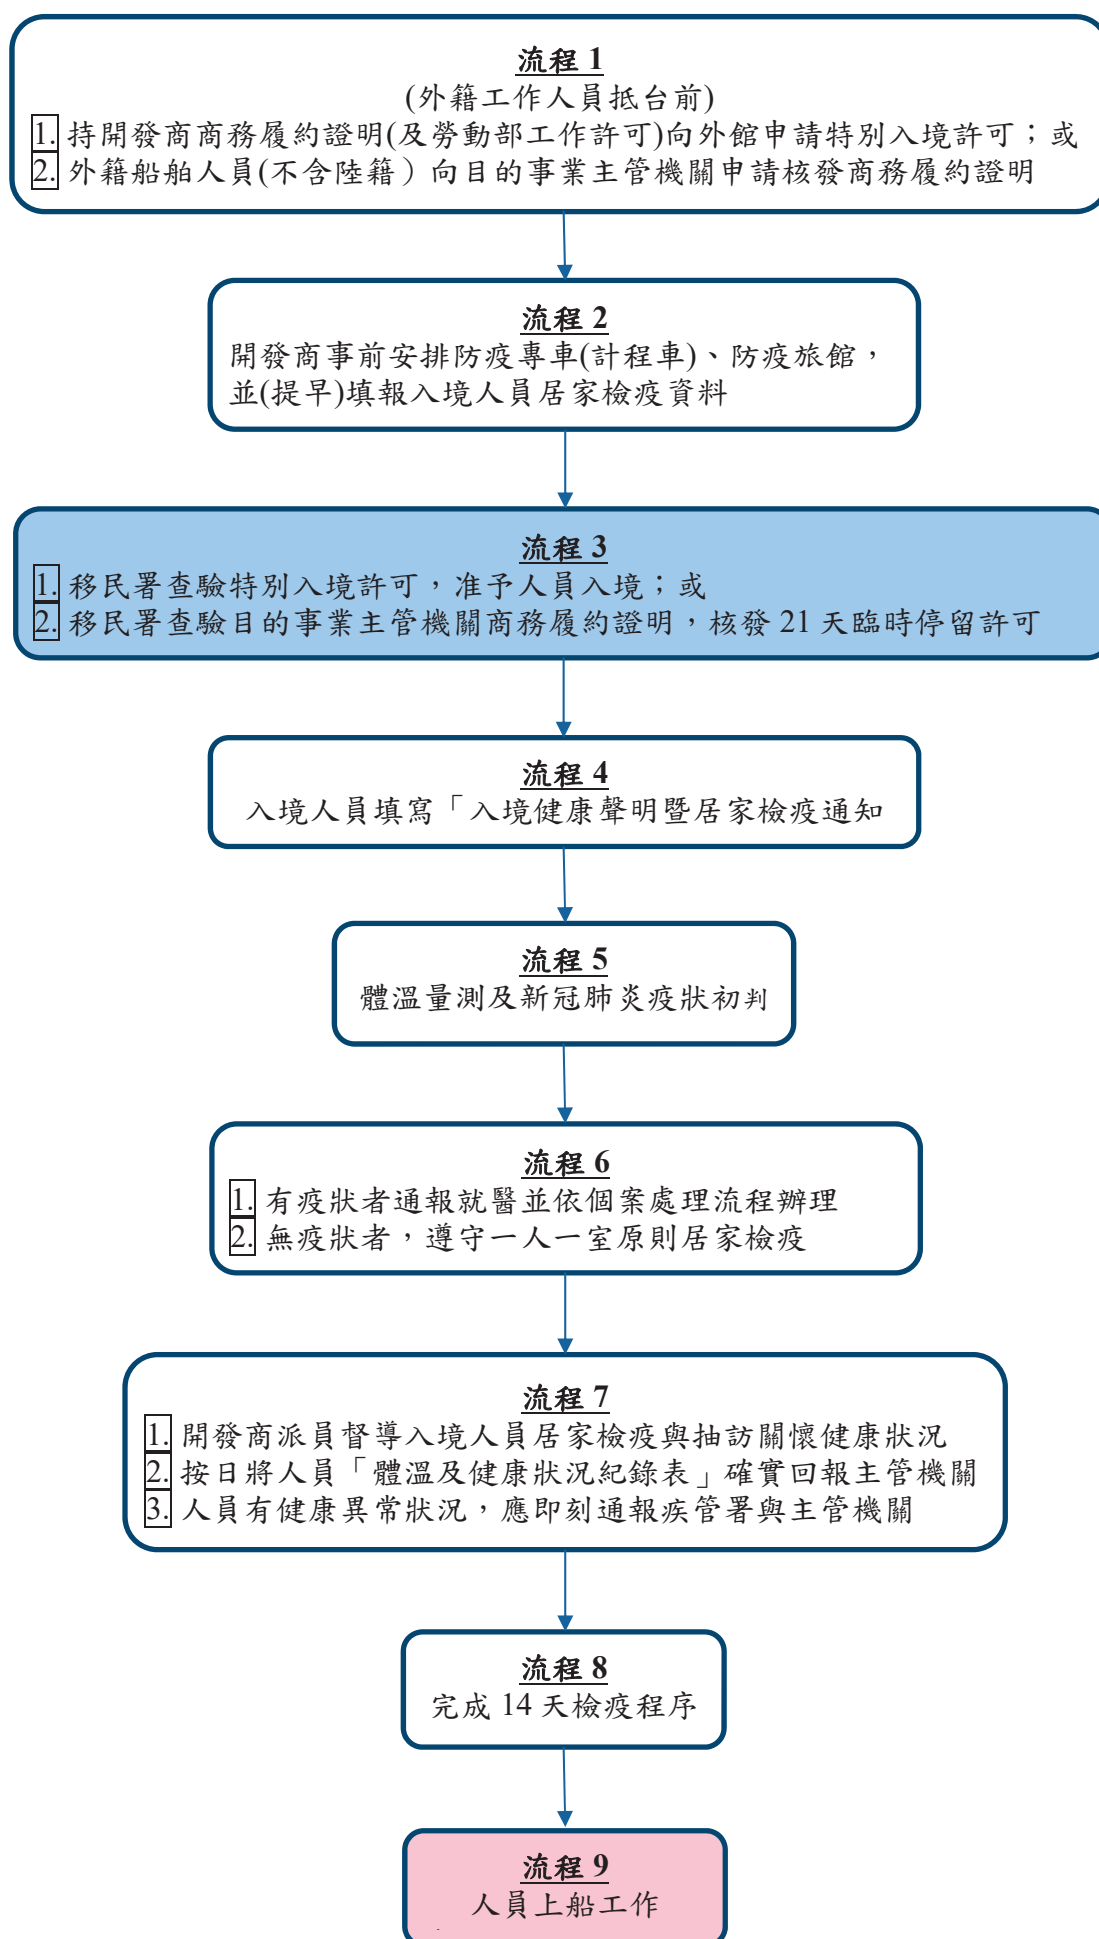 流程 1
(外籍工作人員抵台前)
1. 持開發商商務履約證明(及勞動部工作許可)向外館申請特別入境許可；或
2. 外籍船舶人員(不含陸籍）向目的事業主管機關申請核發商務履約證明
流程 2
開發商事前安排防疫專車(計程車)、防疫旅館，
並(提早)填報入境人員居家檢疫資料
流程 3
1. 移民署查驗特別入境許可，准予人員入境；或
2. 移民署查驗目的事業主管機關商務履約證明，核發 21 天臨時停留許可
流程 4
入境人員填寫「入境健康聲明暨居家檢疫通知
流程 5
體溫量測及新冠肺炎疫狀初判
流程 6
1. 有疫狀者通報就醫並依個案處理流程辦理
2. 無疫狀者，遵守一人一室原則居家檢疫
流程 7
1. 開發商派員督導入境人員居家檢疫與抽訪關懷健康狀況
2. 按日將人員「體溫及健康狀況紀錄表」確實回報主管機關
3. 人員有健康異常狀況，應即刻通報疾管署與主管機關
流程 8
完成 14 天檢疫程序
流程 9
人員上船工作